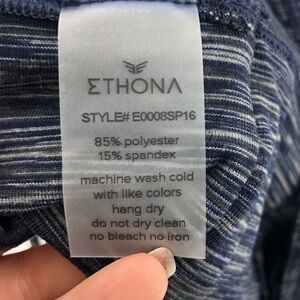 ETHONA
STYLE# E0008SP16
85% polyester
15% spandex
machine wash cold
with like colors
hang dry
do not dry clean
no bleach no iron